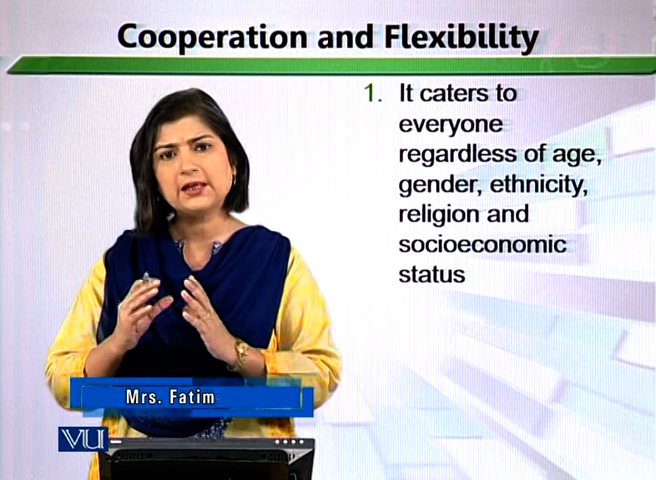 Cooperation and Flexibility
1. It caters to
everyone
regardless of age,
gender, ethnicity,
religion and
socioeconomic
status
Mrs. Fatim
VU